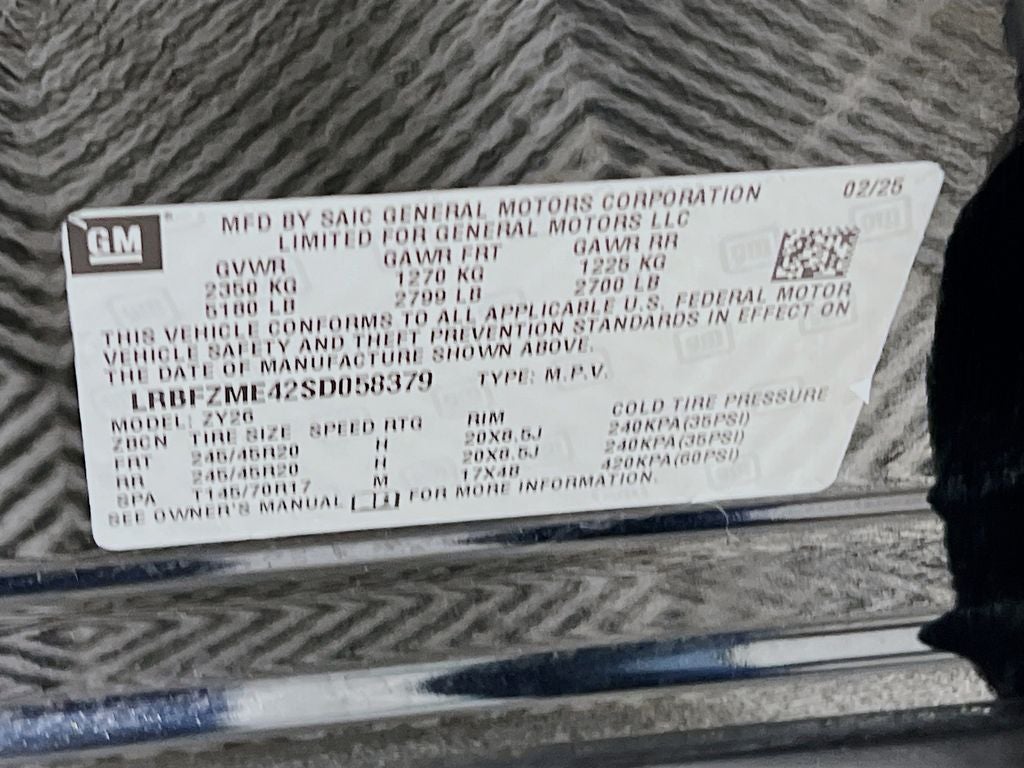 GM
MFD BY SAIC GENERAL MOTORS CORPORATION 02/25
LIMITED FOR GENERAL MOTORS LLC
GVWR GAWR FRT GAWR RR
2350 KG 1270 KG 1225 KG
5180 LB 2799 LB 2700 LB
THIS VEHICLE CONFORMS TO ALL APPLICABLE U.S. FEDERAL MOTOR
VEHICLE SAFETY AND THEFT PREVENTION STANDARDS IN EFFECT ON
THE DATE OF MANUFACTURE SHOWN ABOVE.
LRBFZME42SD058379 TYPE: M.P.V.
MODEL: ZY26
ZBCN TIRE SIZE SPEED RTG RIM COLD TIRE PRESSURE
FRT 245/45R20 H 20X8.5J 240KPA(35PSI)
RR 245/45R20 H 20X8.5J 240KPA(35PSI)
SPA T145/70R17 M 17X4B 420KPA(60PSI)
SEE OWNER'S MANUAL FOR MORE INFORMATION.